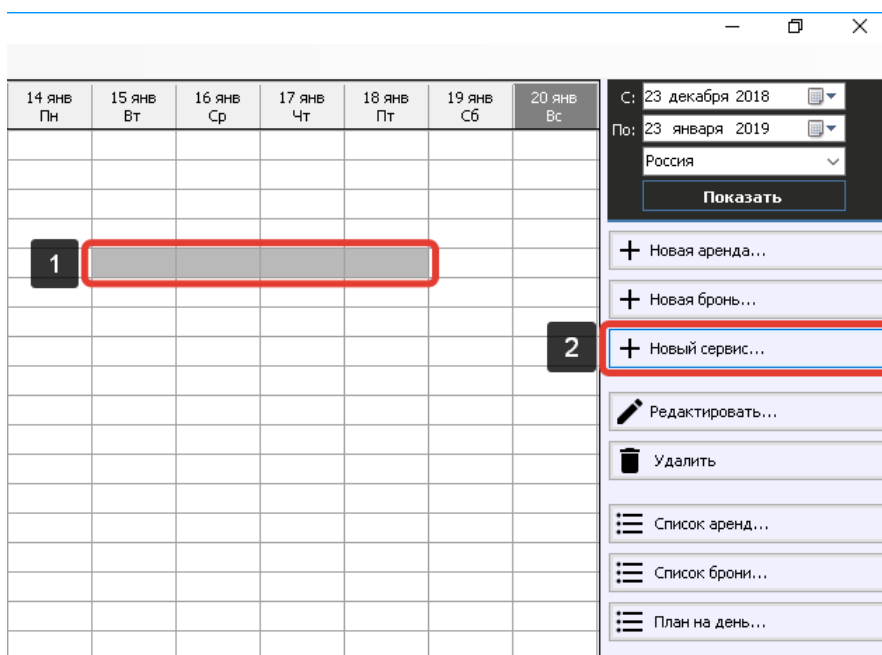 14 янв 15 янв 16 янв 17 янв 18 янв 19 янв 20 янв
Пн Вт Ср Чт Пт Сб Вс
С: 23 декабря 2018
По: 23 января 2019
Россия
Показать
1
+ Новая аренда...
+ Новая бронь...
2
+ Новый сервис...
Редактировать...
Удалить
Список аренд...
Список брони...
План на день...